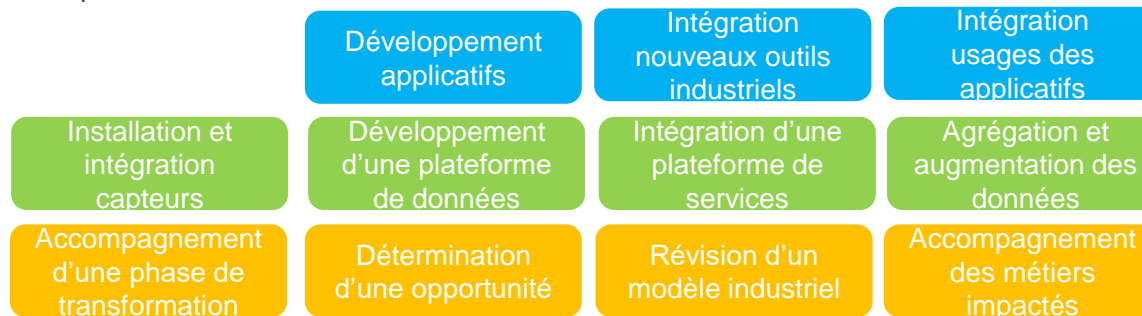 Développement
applicatifs
Intégration
nouveaux outils
industriels
Intégration
usages des
applicatifs
Installation et
intégration
capteurs
Développement
d'une plateforme
de données
Intégration d'une
plateforme de
services
Agrégation et
augmentation des
données
Accompagnement
d'une phase de
transformation
Détermination
d'une opportunité
Révision d'un
modèle industriel
Accompagnement
des métiers
impactés